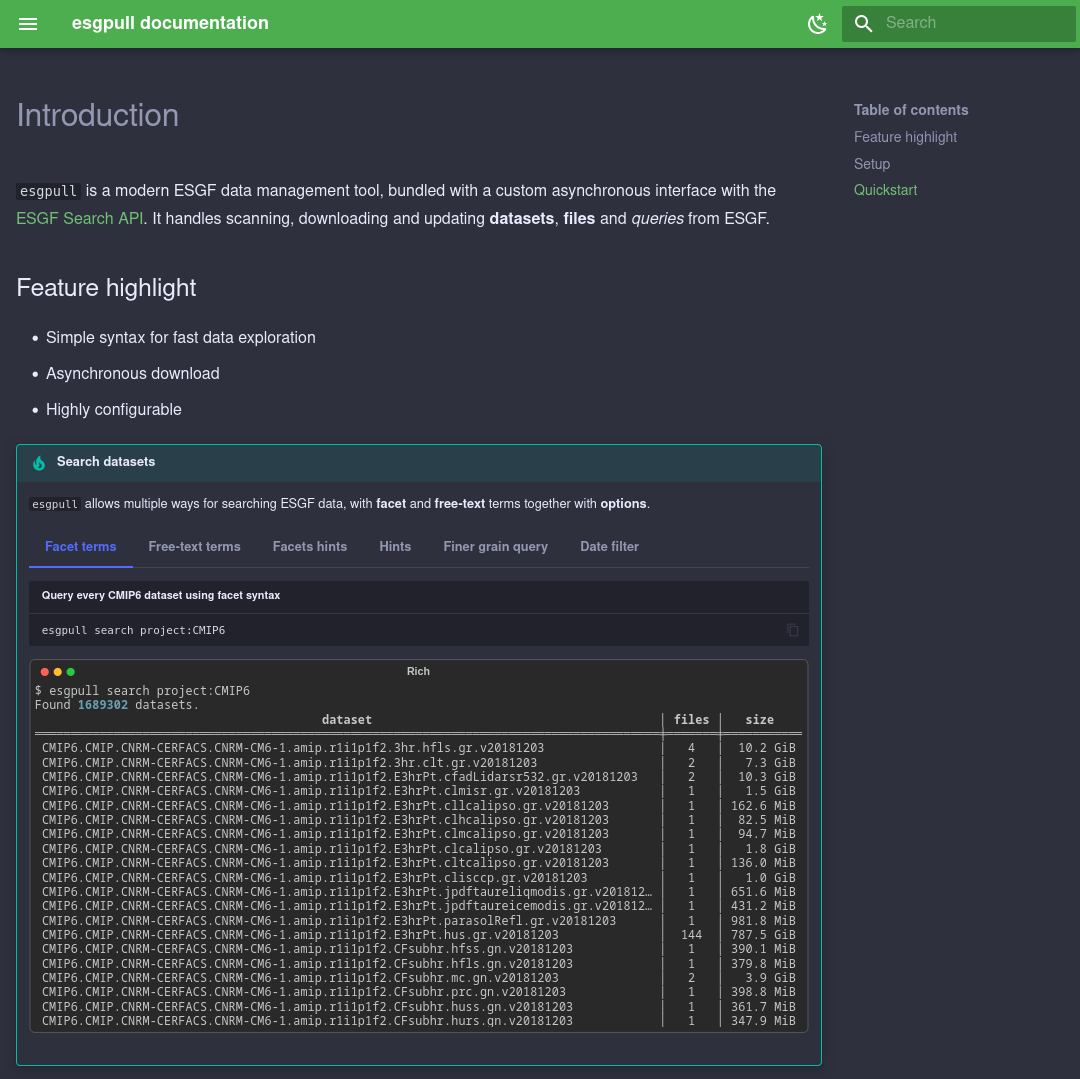 esgpull documentation
Search
Introduction
esgpull is a modern ESGF data management tool, bundled with a custom asynchronous interface with the
ESGF Search API. It handles scanning, downloading and updating datasets, files and queries from ESGF.
Feature highlight
• Simple syntax for fast data exploration
• Asynchronous download
• Highly configurable
Search datasets
esgpull allows multiple ways for searching ESGF data, with facet and free-text terms together with options.
Facet terms Free-text terms Facets hints Hints Finer grain query Date filter
Query every CMIP6 dataset using facet syntax
esgpull search project:CMIP6
Rich
$ esgpull search project:CMIP6
Found 1689302 datasets.
dataset files size
CMIP6.CMIP.CNRM-CERFACS.CNRM-CM6-1.amip.r1i1p1f2.3hr.hfls.gr.v20181203 4 10.2 GiB
CMIP6.CMIP.CNRM-CERFACS.CNRM-CM6-1.amip.r1i1p1f2.3hr.clt.gr.v20181203 2 7.3 GiB
CMIP6.CMIP.CNRM-CERFACS.CNRM-CM6-1.amip.r1i1p1f2.E3hrPt.cfadLidarsr532.gr.v20181203 2 10.3 GiB
CMIP6.CMIP.CNRM-CERFACS.CNRM-CM6-1.amip.r1i1p1f2.E3hrPt.clmisr.gr.v20181203 1 1.5 GiB
CMIP6.CMIP.CNRM-CERFACS.CNRM-CM6-1.amip.r1i1p1f2.E3hrPt.cllcalipso.gr.v20181203 1 162.6 MiB
CMIP6.CMIP.CNRM-CERFACS.CNRM-CM6-1.amip.r1i1p1f2.E3hrPt.clhcalipso.gr.v20181203 1 82.5 MiB
CMIP6.CMIP.CNRM-CERFACS.CNRM-CM6-1.amip.r1i1p1f2.E3hrPt.clmcalipso.gr.v20181203 1 94.7 MiB
CMIP6.CMIP.CNRM-CERFACS.CNRM-CM6-1.amip.r1i1p1f2.E3hrPt.clcalipso.gr.v20181203 1 1.8 GiB
CMIP6.CMIP.CNRM-CERFACS.CNRM-CM6-1.amip.r1i1p1f2.E3hrPt.cltcalipso.gr.v20181203 1 136.0 MiB
CMIP6.CMIP.CNRM-CERFACS.CNRM-CM6-1.amip.r1i1p1f2.E3hrPt.clisccp.gr.v20181203 1 1.0 GiB
CMIP6.CMIP.CNRM-CERFACS.CNRM-CM6-1.amip.r1i1p1f2.E3hrPt.jpdftaureliqmodis.gr.v201812… 1 651.6 MiB
CMIP6.CMIP.CNRM-CERFACS.CNRM-CM6-1.amip.r1i1p1f2.E3hrPt.jpdftaureicemodis.gr.v201812… 1 431.2 MiB
CMIP6.CMIP.CNRM-CERFACS.CNRM-CM6-1.amip.r1i1p1f2.E3hrPt.parasolRefl.gr.v20181203 1 981.8 MiB
CMIP6.CMIP.CNRM-CERFACS.CNRM-CM6-1.amip.r1i1p1f2.E3hrPt.hus.gr.v20181203 144 787.5 GiB
CMIP6.CMIP.CNRM-CERFACS.CNRM-CM6-1.amip.r1i1p1f2.CFsubhr.hfss.gn.v20181203 1 390.1 MiB
CMIP6.CMIP.CNRM-CERFACS.CNRM-CM6-1.amip.r1i1p1f2.CFsubhr.hfls.gn.v20181203 1 379.8 MiB
CMIP6.CMIP.CNRM-CERFACS.CNRM-CM6-1.amip.r1i1p1f2.CFsubhr.mc.gn.v20181203 2 3.9 GiB
CMIP6.CMIP.CNRM-CERFACS.CNRM-CM6-1.amip.r1i1p1f2.CFsubhr.prc.gn.v20181203 1 398.8 MiB
CMIP6.CMIP.CNRM-CERFACS.CNRM-CM6-1.amip.r1i1p1f2.CFsubhr.huss.gn.v20181203 1 361.7 MiB
CMIP6.CMIP.CNRM-CERFACS.CNRM-CM6-1.amip.r1i1p1f2.CFsubhr.hurs.gn.v20181203 1 347.9 MiB
Table of contents
Feature highlight
Setup
Quickstart